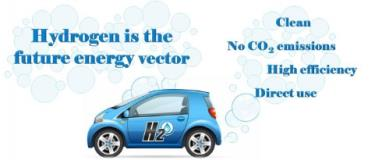 Hydrogen is the
future energy vector
Clean
No CO₂ emissions
High efficiency
Direct use
H2